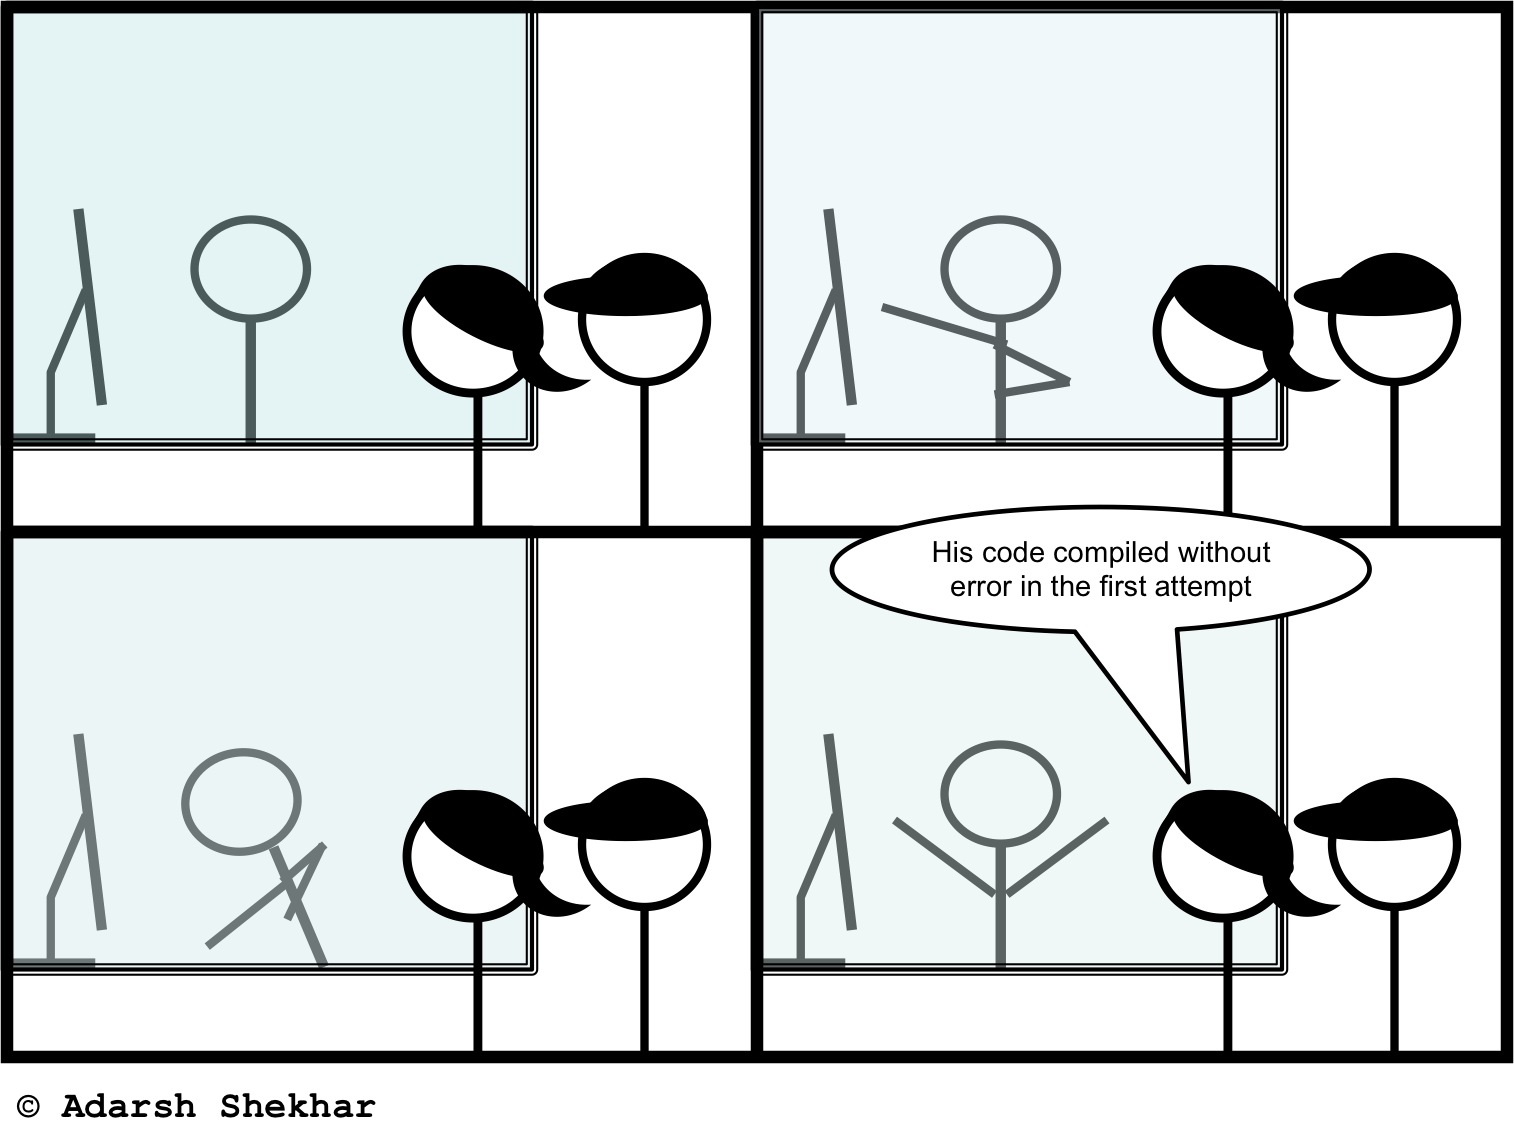 His code compiled without
error in the first attempt
© Adarsh Shekhar